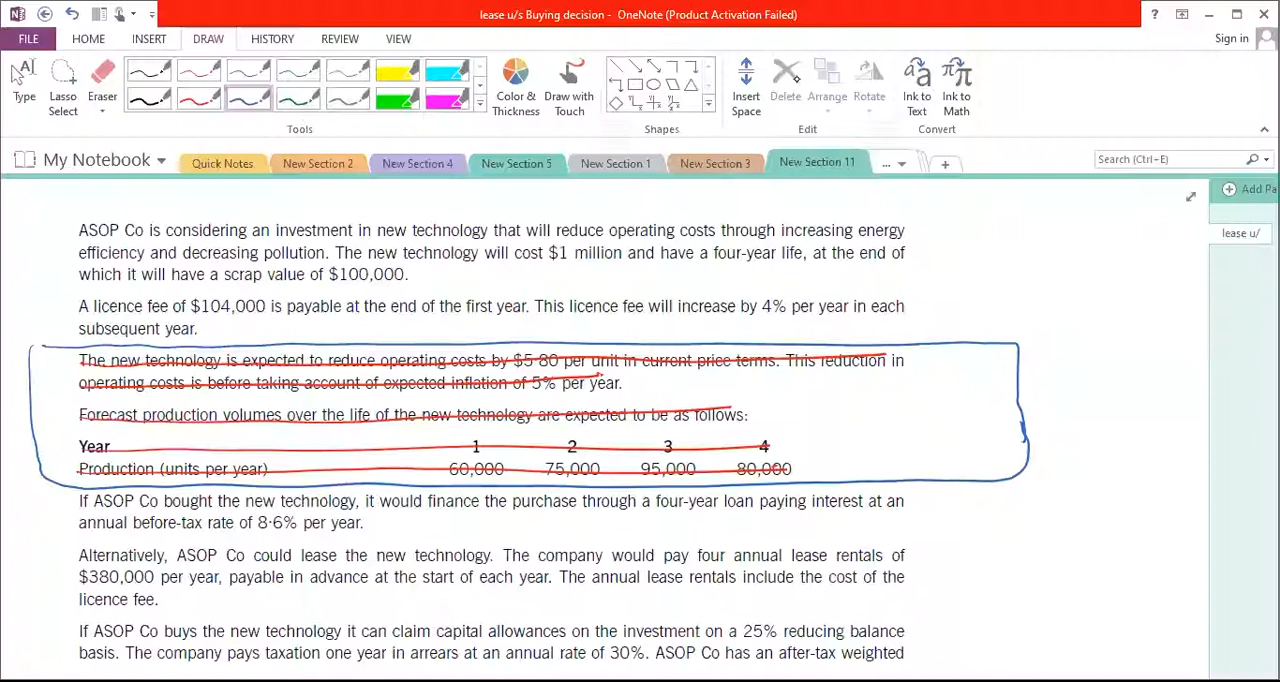 lease u/s Buying decision - OneNote (Product Activation Failed)
?
FILE HOME INSERT DRAW HISTORY REVIEW VIEW
Sign in
Type
Lasso Select
Eraser
Color & Thickness
Draw with Touch
Insert Space
Delete
Arrange
Rotate
Ink to Text
Ink to Math
Tools
Shapes
Edit
Convert
My Notebook
Quick Notes New Section 2 New Section 4 New Section 5 New Section 1 New Section 3 New Section 11 ...
Search (Ctrl+E)
Add Pa
lease u/
ASOP Co is considering an investment in new technology that will reduce operating costs through increasing energy
efficiency and decreasing pollution. The new technology will cost $1 million and have a four-year life, at the end of
which it will have a scrap value of $100,000.
A licence fee of $104,000 is payable at the end of the first year. This licence fee will increase by 4% per year in each
subsequent year.
The new technology is expected to reduce operating costs by $5·80 per unit in current price terms. This reduction in
operating costs is before taking account of expected inflation of 5% per year.
Forecast production volumes over the life of the new technology are expected to be as follows:
Year 1 2 3 4
Production (units per year) 60,000 75,000 95,000 80,000
If ASOP Co bought the new technology, it would finance the purchase through a four-year loan paying interest at an
annual before-tax rate of 8·6% per year.
Alternatively, ASOP Co could lease the new technology. The company would pay four annual lease rentals of
$380,000 per year, payable in advance at the start of each year. The annual lease rentals include the cost of the
licence fee.
If ASOP Co buys the new technology it can claim capital allowances on the investment on a 25% reducing balance
basis. The company pays taxation one year in arrears at an annual rate of 30%. ASOP Co has an after-tax weighted